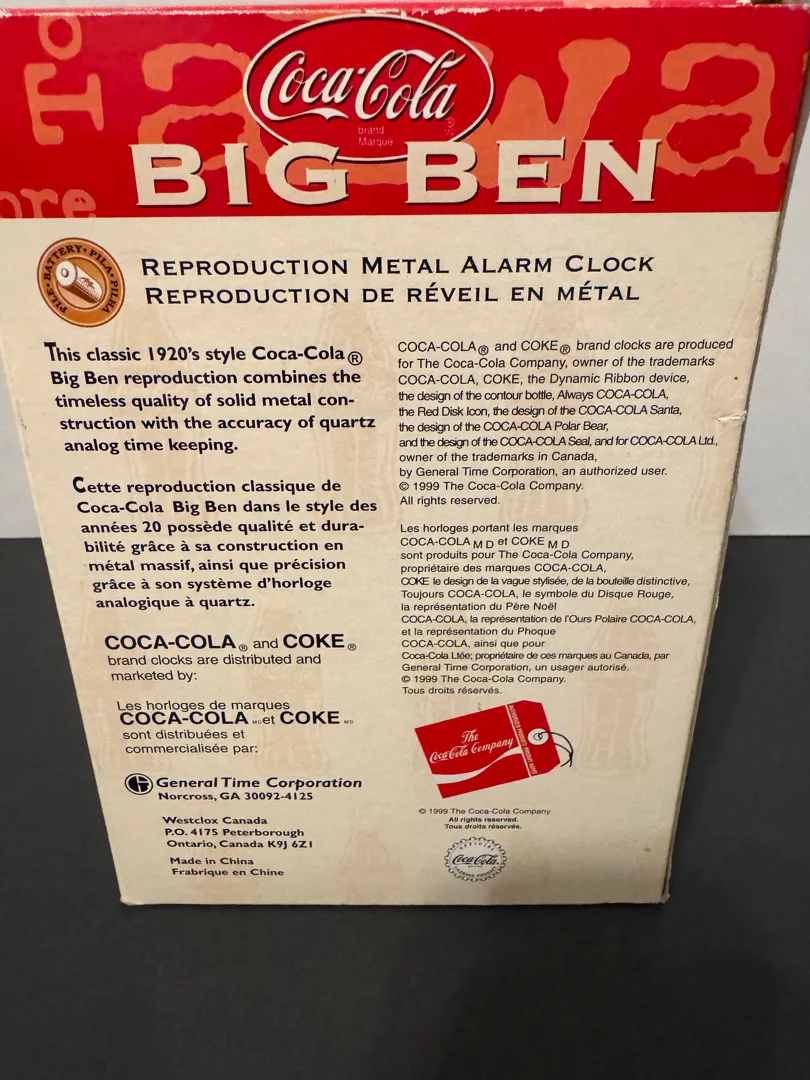 To
a
wa
ore
Coca-Cola ®
brand MD
Marque
BIG BEN
BATTERY • PILA • PILHA • PILE •
REPRODUCTION METAL ALARM CLOCK
REPRODUCTION DE RÉVEIL EN MÉTAL
This classic 1920's style Coca-Cola ®
Big Ben reproduction combines the
timeless quality of solid metal con-
struction with the accuracy of quartz
analog time keeping.
Cette reproduction classique de
Coca-Cola Big Ben dans le style des
années 20 possède qualité et dura-
bilité grâce à sa construction en
métal massif, ainsi que précision
grâce à son système d'horloge
analogique à quartz.
COCA-COLA ® and COKE ®
brand clocks are distributed and
marketed by:
Les horloges de marques
COCA-COLA MD et COKE MD
sont distribuées et
commercialisée par:
General Time Corporation
Norcross, GA 30092-4125
Westclox Canada
P.O. 4175 Peterborough
Ontario, Canada K9J 6Z1
Made in China
Frabrique en Chine
COCA-COLA® and COKE® brand clocks are produced
for The Coca-Cola Company, owner of the trademarks
COCA-COLA, COKE, the Dynamic Ribbon device,
the design of the contour bottle, Always COCA-COLA,
the Red Disk Icon, the design of the COCA-COLA Santa,
the design of the COCA-COLA Polar Bear,
and the design of the COCA-COLA Seal, and for COCA-COLA Ltd.,
owner of the trademarks in Canada,
by General Time Corporation, an authorized user.
© 1999 The Coca-Cola Company.
All rights reserved.
Les horloges portant les marques
COCA-COLA MD et COKE MD
sont produits pour The Coca-Cola Company,
propriétaire des marques COCA-COLA,
COKE le design de la vague stylisée, de la bouteille distinctive,
Toujours COCA-COLA, le symbole du Disque Rouge,
la représentation du Père Noël
COCA-COLA, la représentation de l'Ours Polaire COCA-COLA,
et la représentation du Phoque
COCA-COLA, ainsi que pour
Coca-Cola Ltée; propriétaire de ces marques au Canada, par
General Time Corporation, un usager autorisé.
© 1999 The Coca-Cola Company.
Tous droits réservés.
The
Coca-Cola Company
© 1999 The Coca-Cola Company
All rights reserved.
Tous droits réservés.
OFFICIAL
Coca-Cola
BRAND
LICENSED PRODUCT